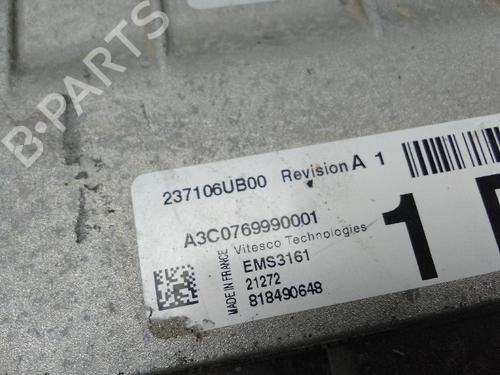 B-PARTS
237106UB00 Revision A 1
A3C0769990001
Vitesco Technologies
EMS3161
21272
818490648
MADE IN FRANCE
1